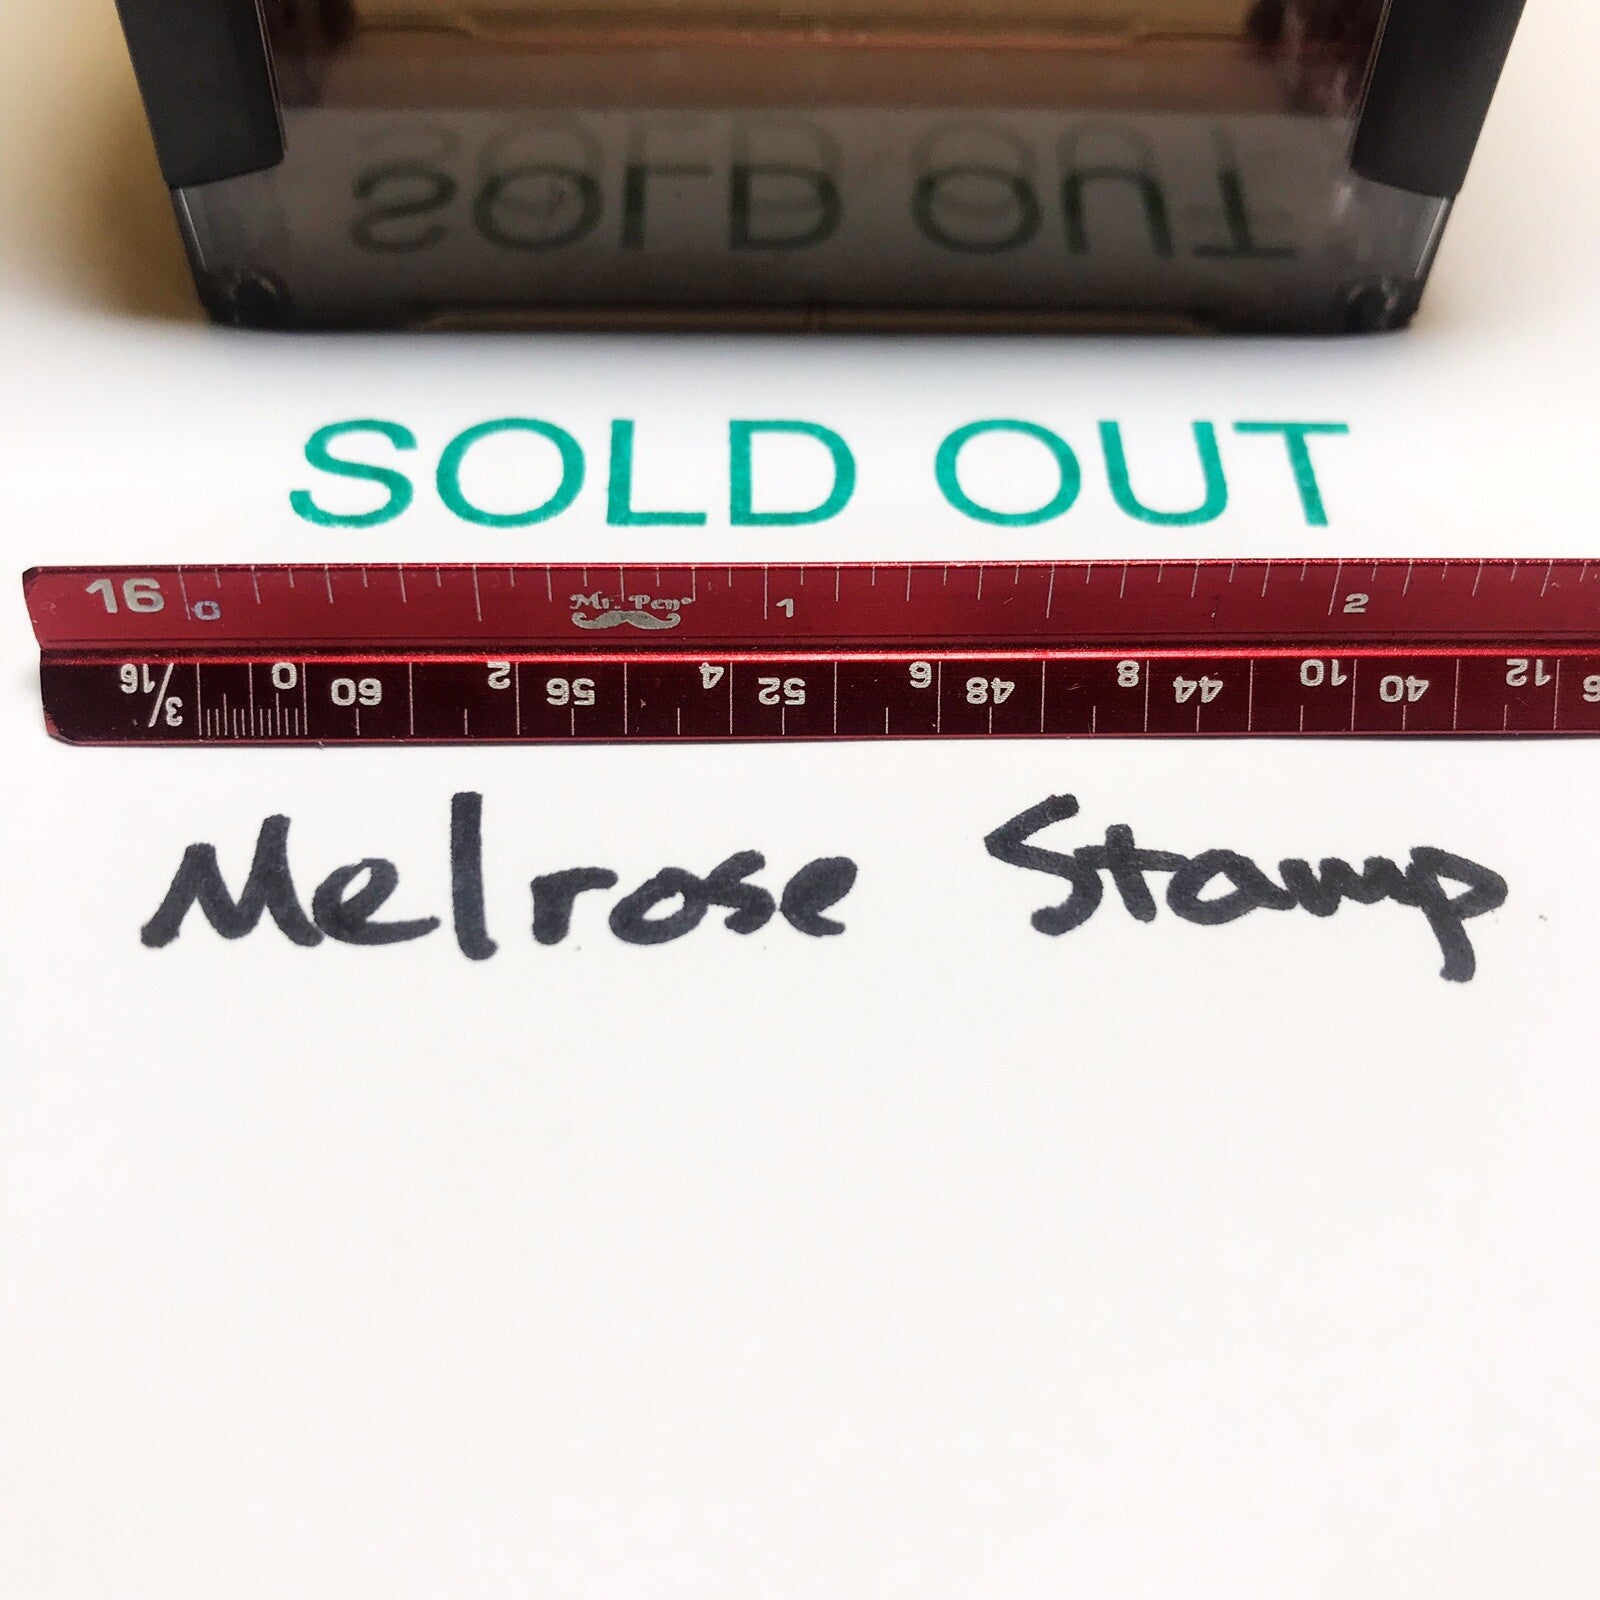 SOLD OUT
SOLD OUT
16 0 Mr. Pen 1 2
3/16 0 60 2 56 4 52 6 48 8 44 10 40 12
Melrose Stamp